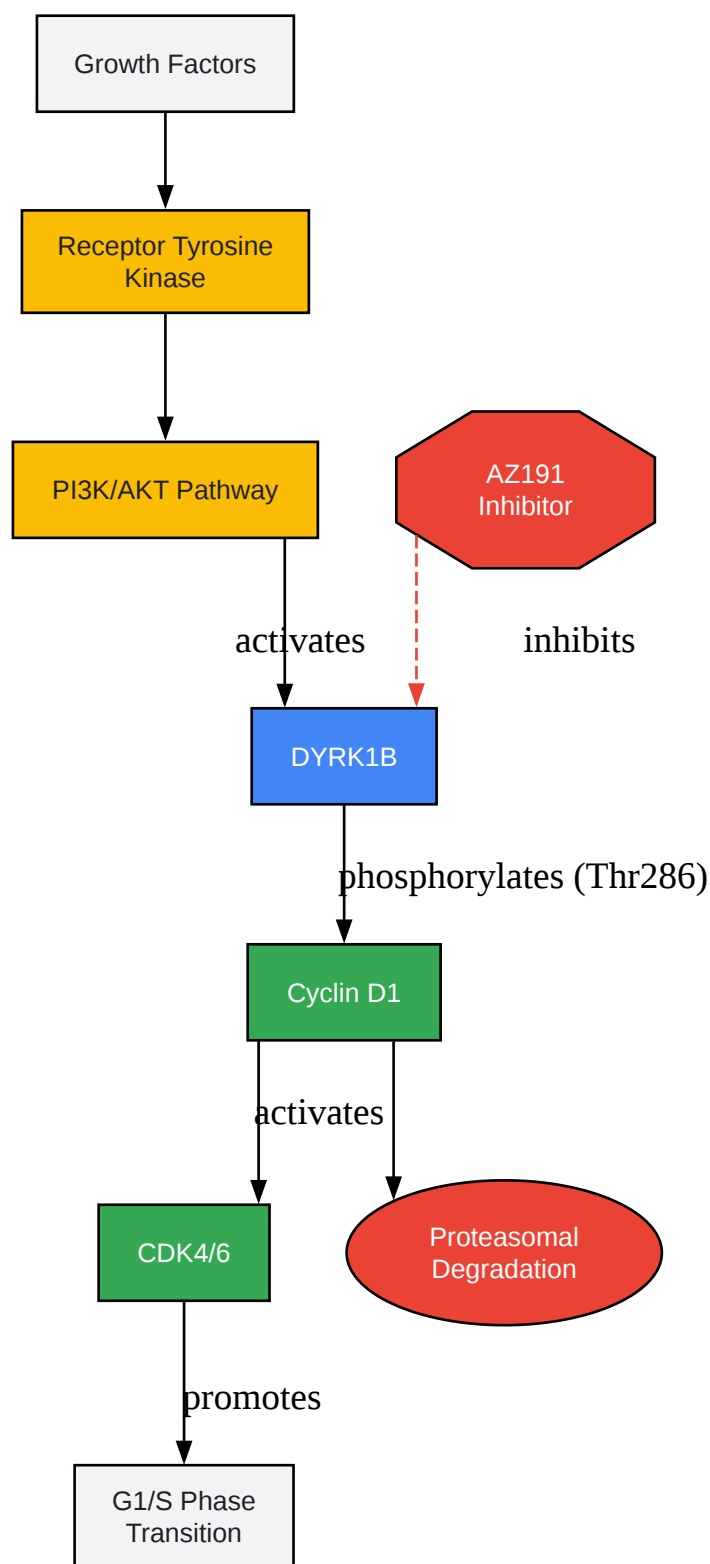 Growth Factors
Receptor Tyrosine
Kinase
PI3K/AKT Pathway
AZ191
Inhibitor
activates
inhibits
DYRK1B
phosphorylates (Thr286)
Cyclin D1
activates
CDK4/6
Proteasomal
Degradation
promotes
G1/S Phase
Transition